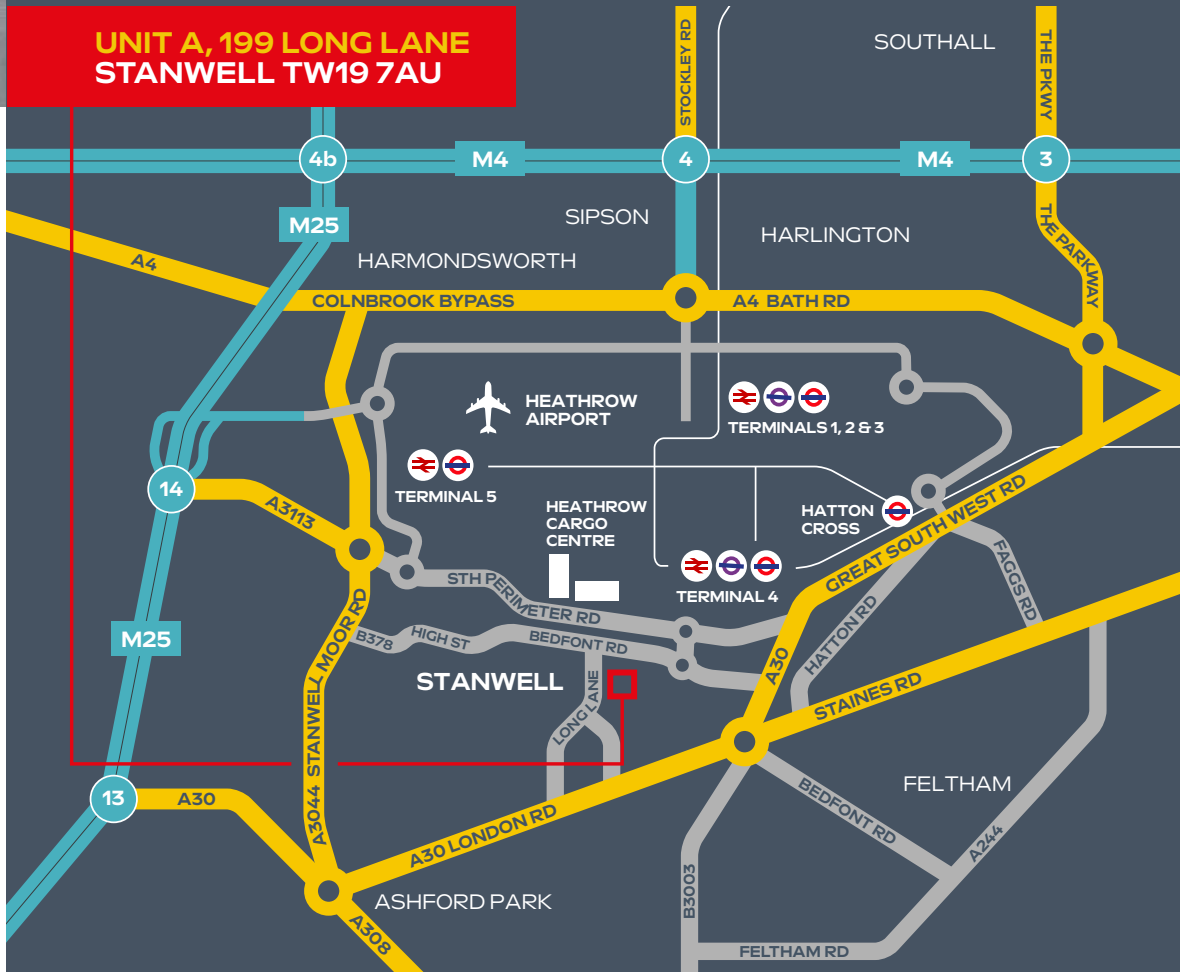 UNIT A, 199 LONG LANE
STANWELL TW19 7AU
STOCKLEY RD
SOUTHALL
THE PKWY
4b
M4
4
M4
3
M25
SIPSON
HARLINGTON
THE PARKWAY
A4
HARMONDSWORTH
COLNBROOK BYPASS
A4 BATH RD
HEATHROW
AIRPORT
TERMINALS 1, 2 & 3
TERMINAL 5
14
A3113
HEATHROW
CARGO
CENTRE
HATTON
CROSS
GREAT SOUTH WEST RD
FAGGS RD
TERMINAL 4
STH PERIMETER RD
M25
B378
HIGH ST
BEDFONT RD
HATTON RD
A30
STANWELL
LONG LANE
STAINES RD
A3044 STANWELL MOOR RD
13
A30
FELTHAM
BEDFONT RD
A30 LONDON RD
A244
ASHFORD PARK
B3003
A308
FELTHAM RD